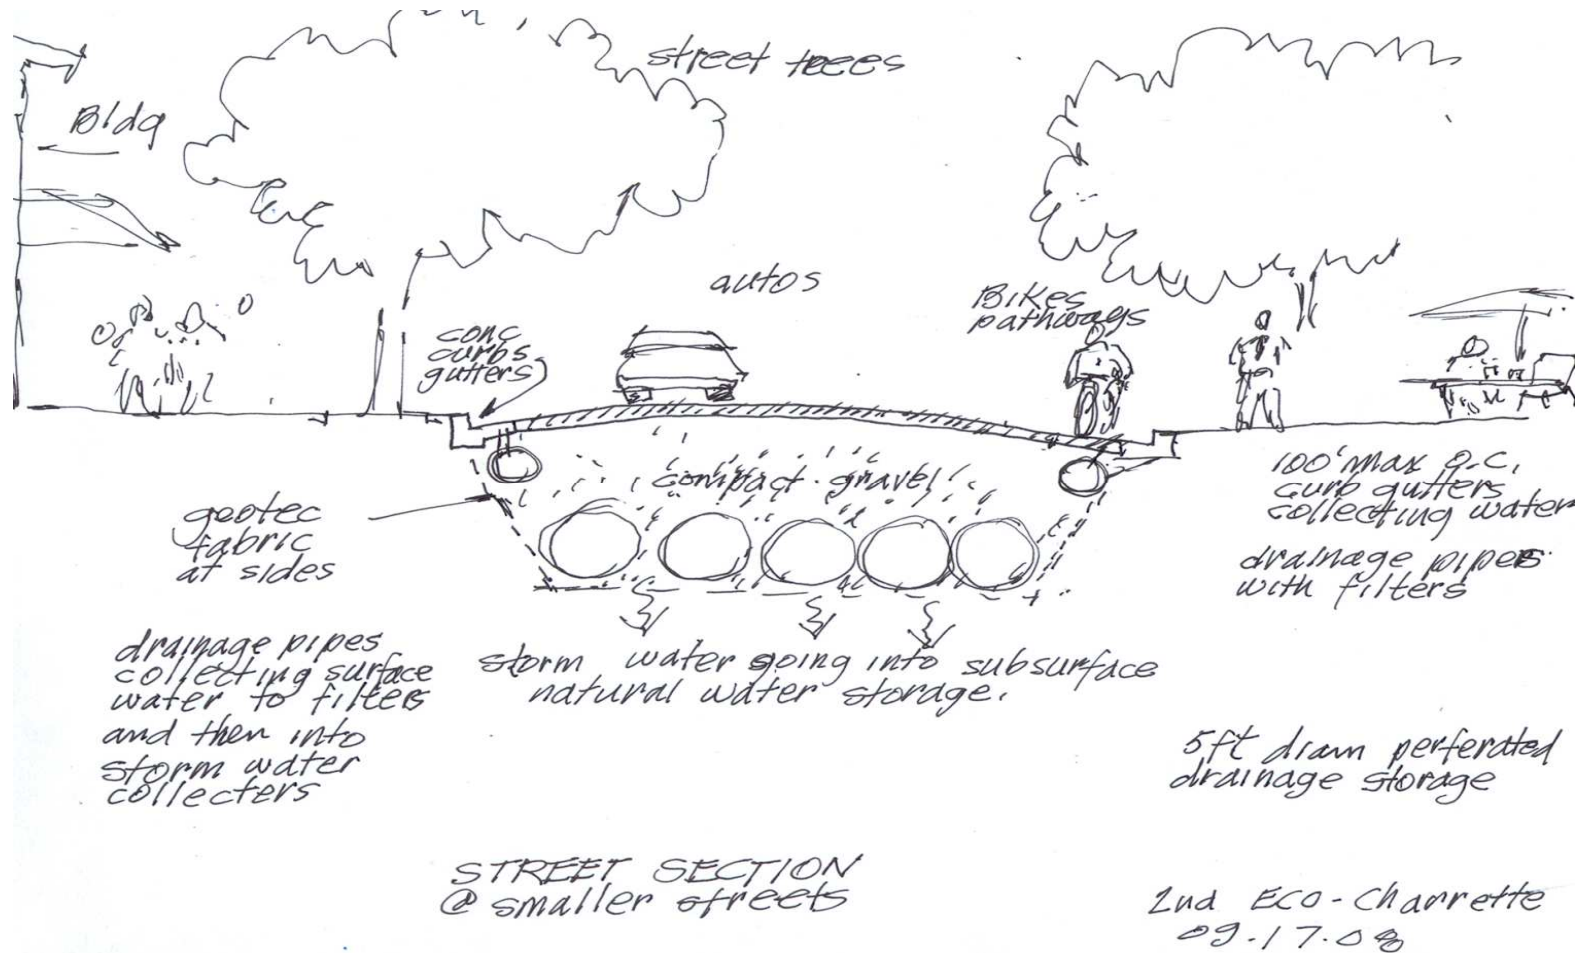 street trees
Bldg
autos
Bikes
pathways
conc
curbs
gutters
compact gravel
geotec
fabric
at sides
100' max o.c.
curb gutters
collecting water
drainage pipes
with filters
drainage pipes
collecting surface
water to filters
and then into
storm water
collecters
storm water going into subsurface
natural water storage.
5ft diam perferated
drainage storage
STREET SECTION
@ smaller streets
2nd ECO-Charrette
09.17.08